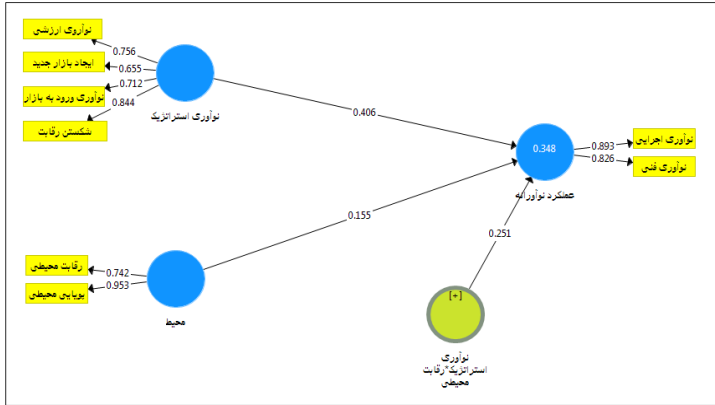 نوآروی ارزشی
0.756
ایجاد بازار جدید
0.655
نوآوری ورود به بازار
0.712
شکستن رقابت
0.844
نوآوری استراتژیک
0.406
0.348
عملکرد نوآورانه
0.893
نوآوری اجرایی
0.826
نوآوری فنی
0.155
0.251
رقابت محیطی
0.742
پویایی محیطی
0.953
محیط
[+]
نوآوری
استراتژیک*رقابت
محیطی